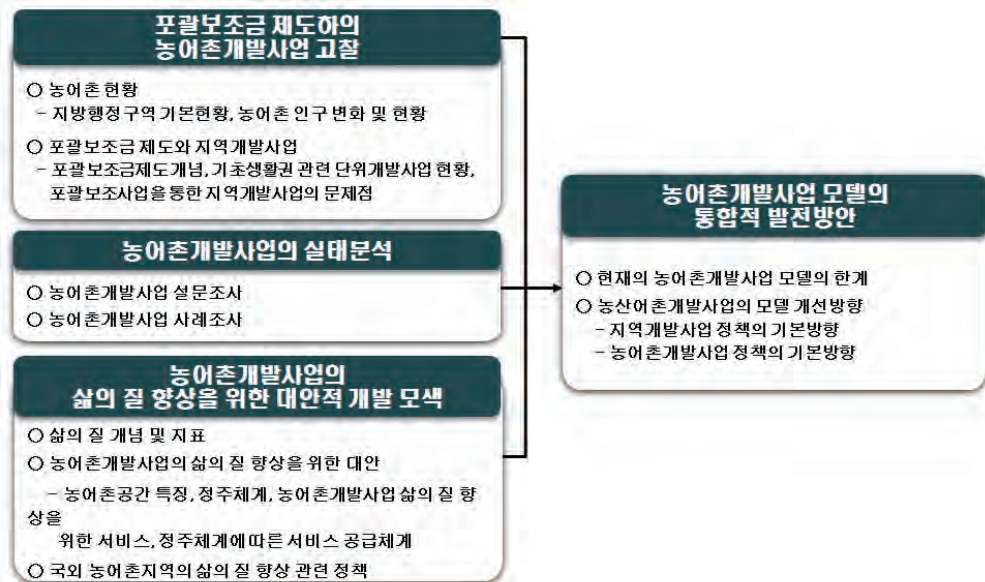 포괄보조금 제도하의
농어촌개발사업 고찰
○ 농어촌 현황
- 지방행정구역 기본현황, 농어촌 인구 변화 및 현황
○ 포괄보조금 제도와 지역개발사업
- 포괄보조금제도개념, 기초생활권 관련 단위개발사업 현황,
포괄보조사업을 통한 지역개발사업의 문제점
농어촌개발사업의 실태분석
○ 농어촌개발사업 설문조사
○ 농어촌개발사업 사례조사
농어촌개발사업의
삶의 질 향상을 위한 대안적 개발 모색
○ 삶의 질 개념 및 지표
○ 농어촌개발사업의 삶의 질 향상을 위한 대안
- 농어촌공간 특징, 정주체계, 농어촌개발사업 삶의 질 향
상을
위한 서비스, 정주체계에 따른 서비스 공급체계
○ 국외 농어촌지역의 삶의 질 향상 관련 정책
농어촌개발사업 모델의
통합적 발전방안
○ 현재의 농어촌개발사업 모델의 한계
○ 농산어촌개발사업의 모델 개선방향
- 지역개발사업 정책의 기본방향
- 농어촌개발사업 정책의 기본방향